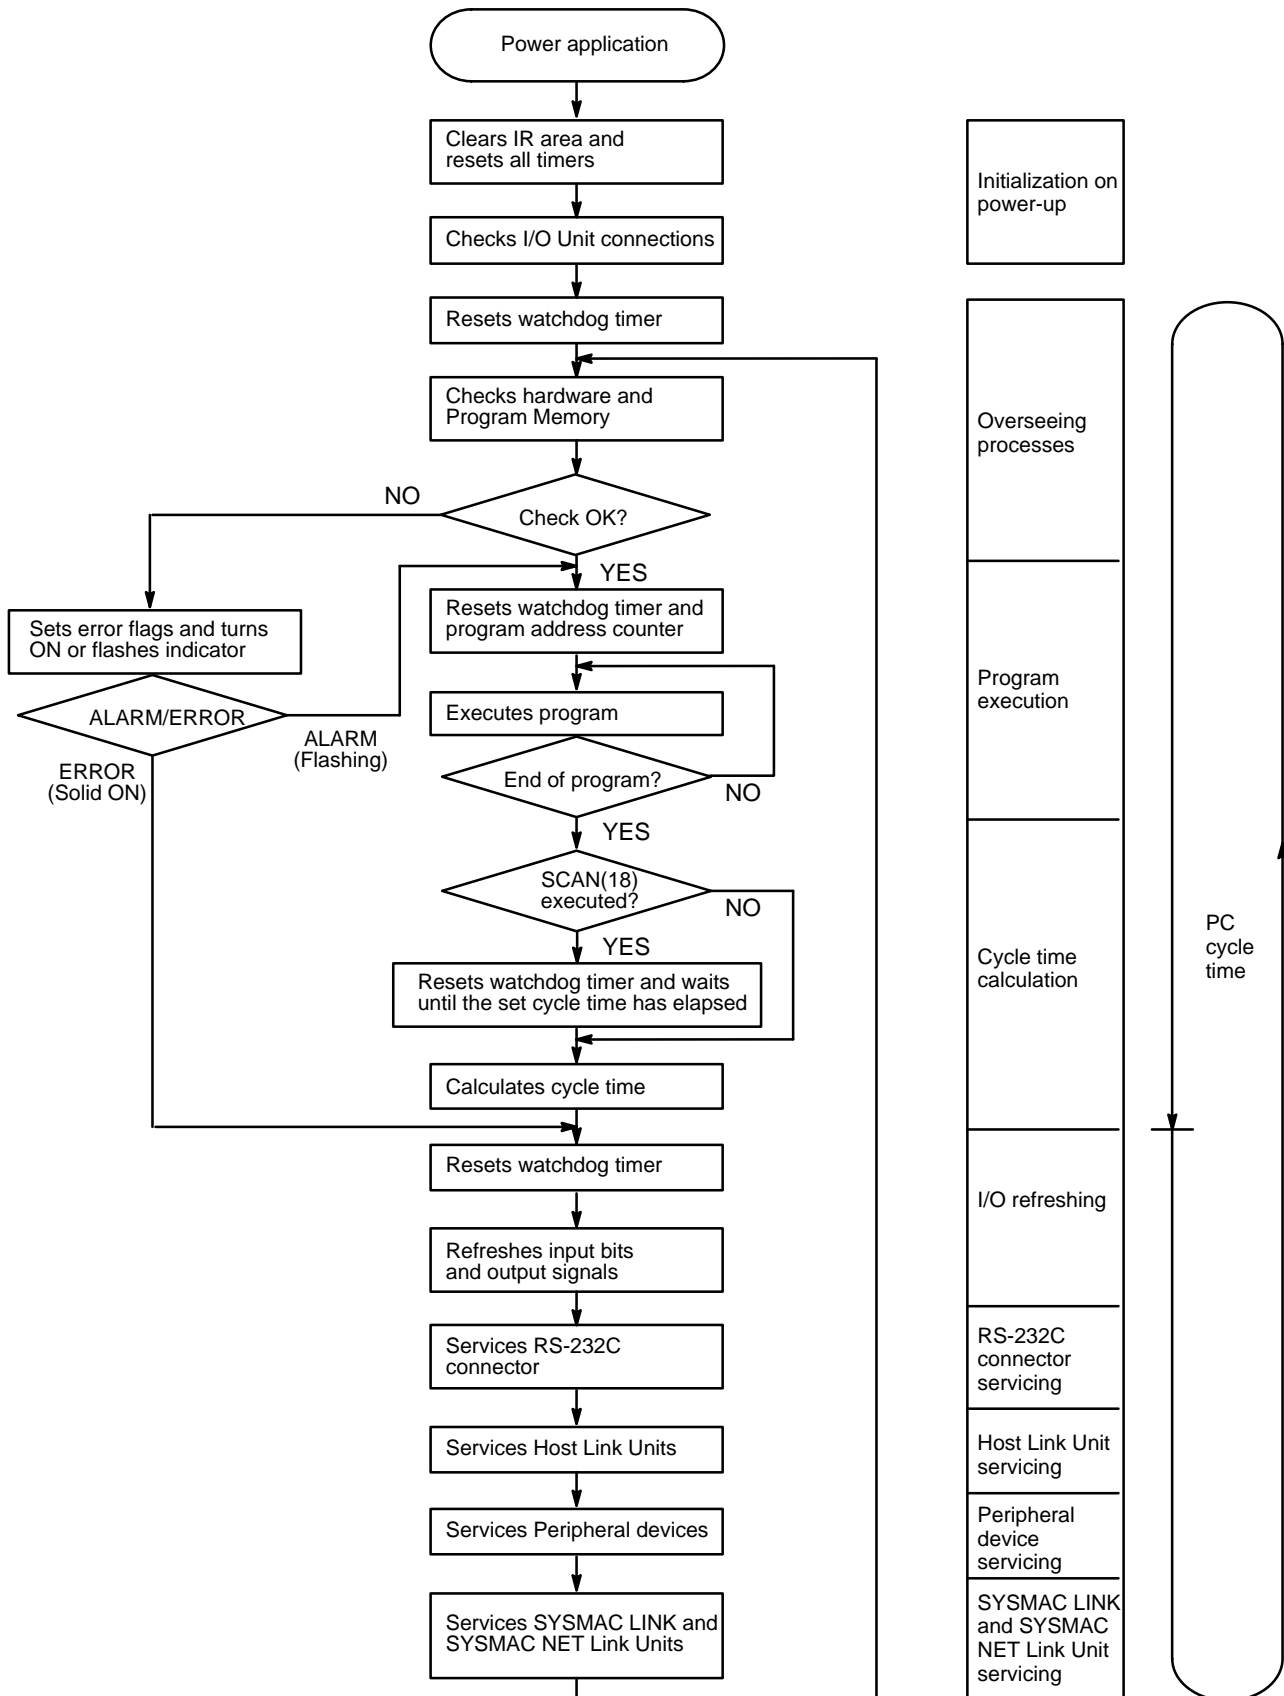 Power application
Clears IR area and
resets all timers
Checks I/O Unit connections
Resets watchdog timer
Checks hardware and
Program Memory
NO
Check OK?
YES
Sets error flags and turns
ON or flashes indicator
Resets watchdog timer and
program address counter
ALARM/ERROR
ALARM
(Flashing)
ERROR
(Solid ON)
Executes program
End of program?
NO
YES
SCAN(18)
executed?
NO
YES
Resets watchdog timer and waits
until the set cycle time has elapsed
Calculates cycle time
Resets watchdog timer
Refreshes input bits
and output signals
Services RS-232C
connector
Services Host Link Units
Services Peripheral devices
Services SYSMAC LINK and
SYSMAC NET Link Units
Initialization on
power-up
Overseeing
processes
Program
execution
Cycle time
calculation
I/O refreshing
RS-232C
connector
servicing
Host Link Unit
servicing
Peripheral
device
servicing
SYSMAC LINK
and SYSMAC
NET Link Unit
servicing
PC
cycle
time